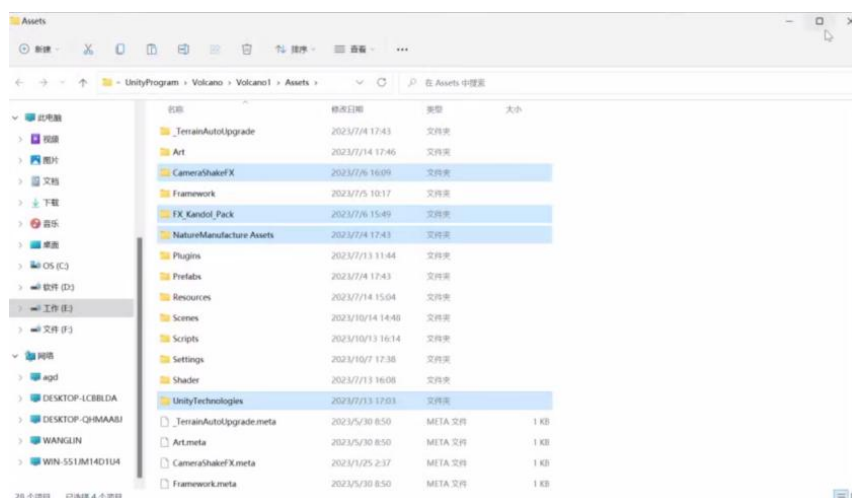 Assets
新建
排序
查看
UnityProgram > Volcano > Volcano1 > Assets >
在 Assets 中搜索
名称 修改日期 类型 大小
此电脑
视频
图片
文档
下载
音乐
桌面
OS (C:)
软件 (D:)
工作 (E:)
文件 (F:)
网络
agd
DESKTOP-LCBBLDA
DESKTOP-QHMAA8J
WANGLIN
WIN-S51JM14D1U4
_TerrainAutoUpgrade 2023/7/4 17:43 文件夹
Art 2023/7/14 17:46 文件夹
CameraShakeFX 2023/7/6 16:09 文件夹
Framework 2023/7/5 10:17 文件夹
FX_Kandol_Pack 2023/7/6 15:49 文件夹
NatureManufacture Assets 2023/7/4 17:43 文件夹
Plugins 2023/7/13 11:44 文件夹
Prefabs 2023/7/4 17:43 文件夹
Resources 2023/7/14 15:04 文件夹
Scenes 2023/10/14 14:48 文件夹
Scripts 2023/10/13 16:14 文件夹
Settings 2023/10/7 17:38 文件夹
Shader 2023/7/13 16:08 文件夹
UnityTechnologies 2023/7/13 17:03 文件夹
_TerrainAutoUpgrade.meta 2023/5/30 8:50 META 文件 1 KB
Art.meta 2023/5/30 8:50 META 文件 1 KB
CameraShakeFX.meta 2023/1/25 2:37 META 文件 1 KB
Framework.meta 2023/5/30 8:50 META 文件 1 KB